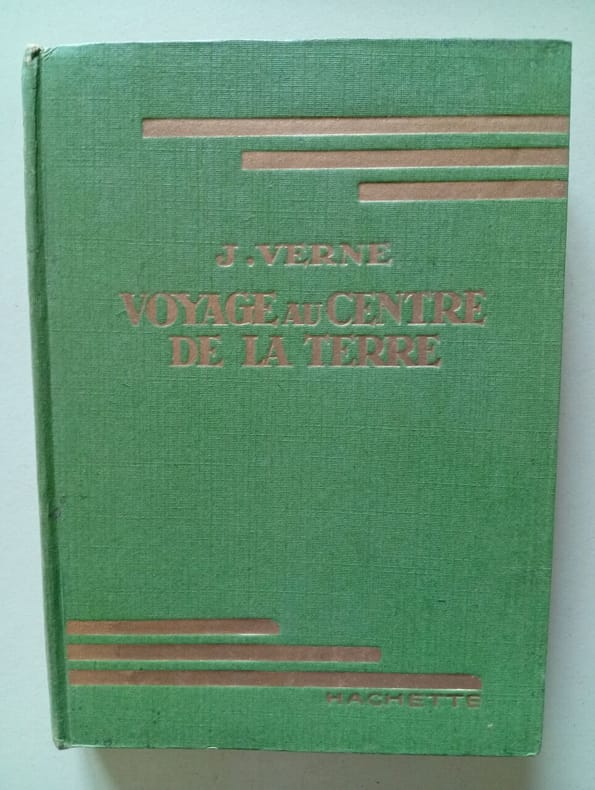 J. VERNE
VOYAGE AU CENTRE
DE LA TERRE
HACHETTE